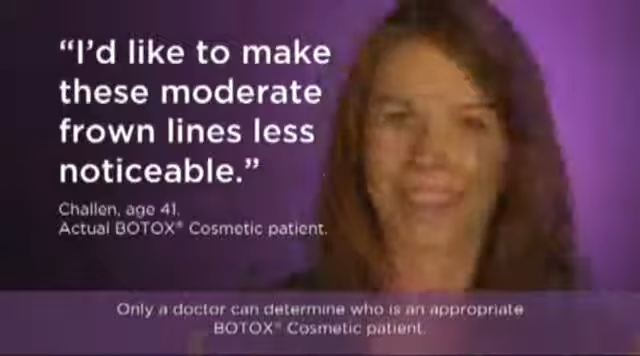 “I’d like to make
these moderate
frown lines less
noticeable.”
Challen, age 41.
Actual BOTOX® Cosmetic patient.
Only a doctor can determine who is an appropriate
BOTOX® Cosmetic patient.